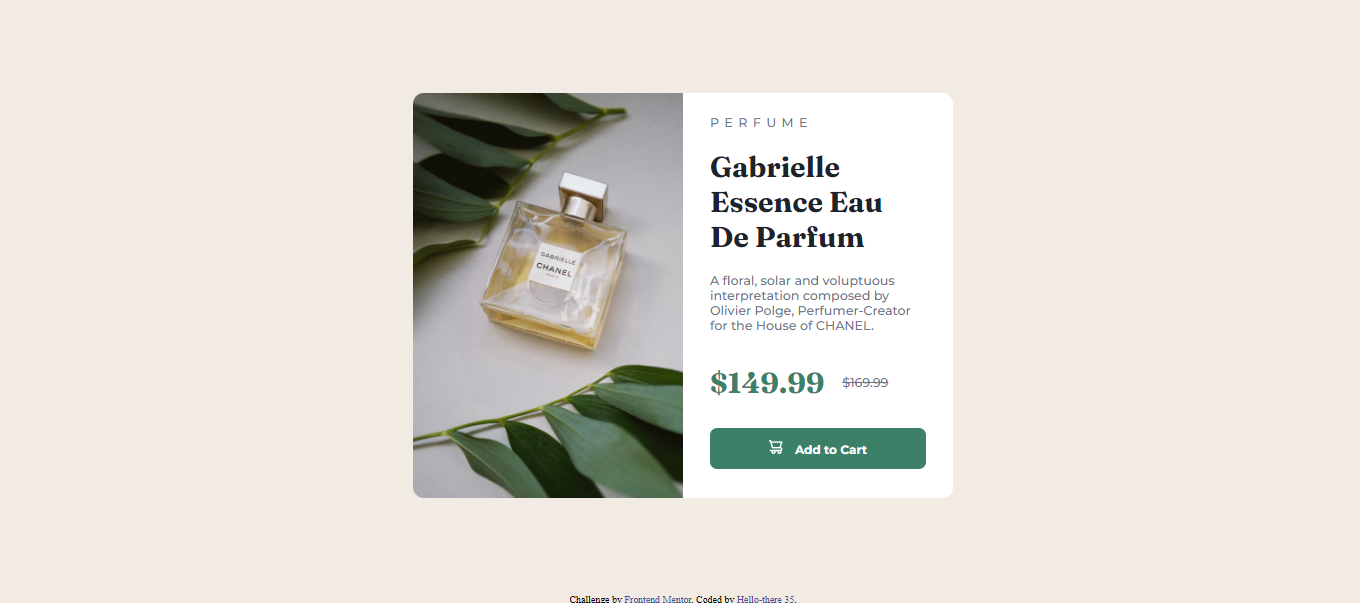 PERFUME
Gabrielle
Essence Eau
De Parfum
GABRIELLE
CHANEL
PARIS
A floral, solar and voluptuous
interpretation composed by
Olivier Polge, Perfumer-Creator
for the House of CHANEL.
$149.99 $169.99
Add to Cart
Challenge by Frontend Mentor. Coded by Hello-there 35.